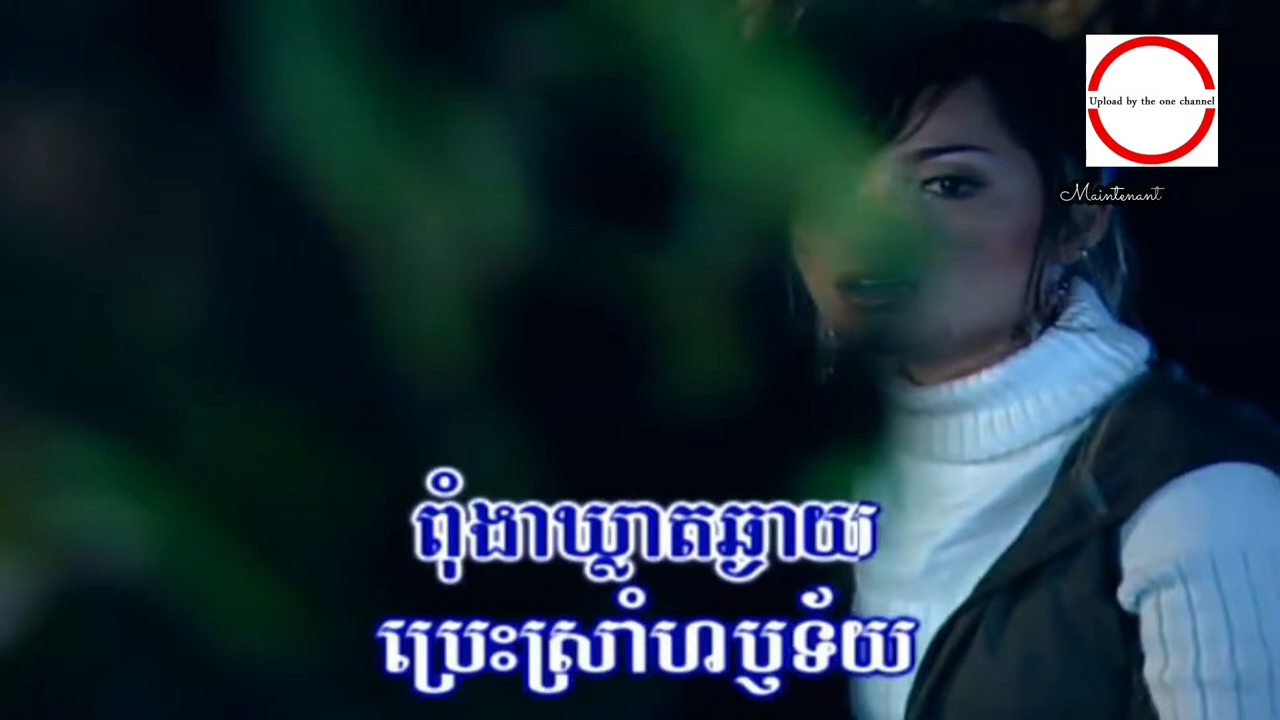 Upload by the one channel
Maintenant
ពុំងាឃ្លាតឆ្ងាយ
ប្រេះស្រាំហឫទ័យ